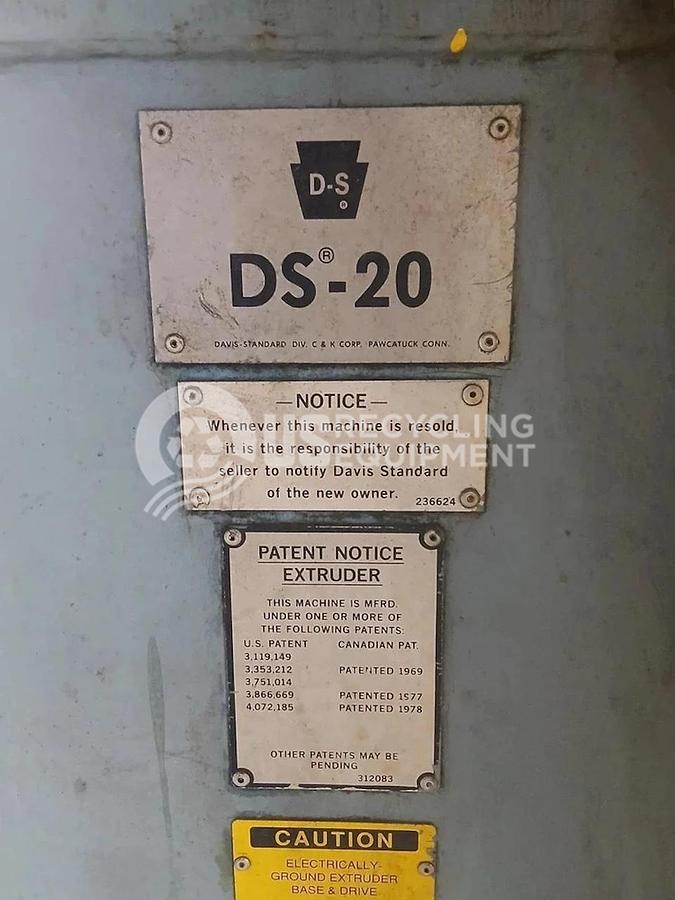 D-S
®
DS®-20
DAVIS-STANDARD DIV. C & K CORP. PAWCATUCK CONN.
—NOTICE—
Whenever this machine is resold,
it is the responsibility of the
seller to notify Davis Standard
of the new owner.
236624
US RECYCLING
EQUIPMENT
PATENT NOTICE
EXTRUDER
THIS MACHINE IS MFRD.
UNDER ONE OR MORE OF
THE FOLLOWING PATENTS:
U.S. PATENT CANADIAN PAT.
3,119,149
3,353,212 PATENTED 1969
3,751,014
3,866,669 PATENTED 1977
4,072,185 PATENTED 1978
OTHER PATENTS MAY BE
PENDING
312083
CAUTION
ELECTRICALLY-
GROUND EXTRUDER
BASE & DRIVE